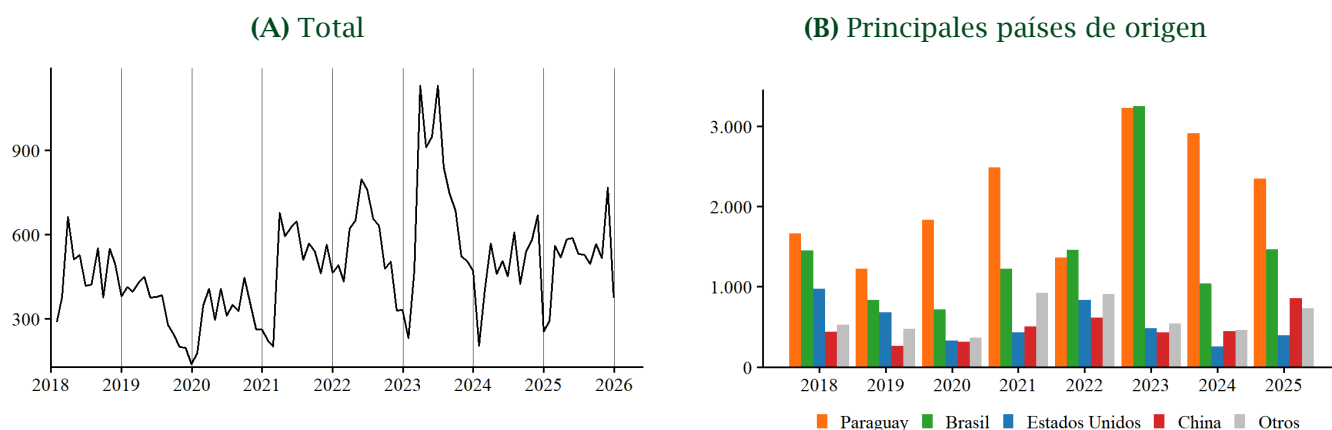 (A) Total
900
600
300
2018 2019 2020 2021 2022 2023 2024 2025 2026
(B) Principales países de origen
3.000
2.000
1.000
0
2018 2019 2020 2021 2022 2023 2024 2025
Paraguay Brasil Estados Unidos China Otros